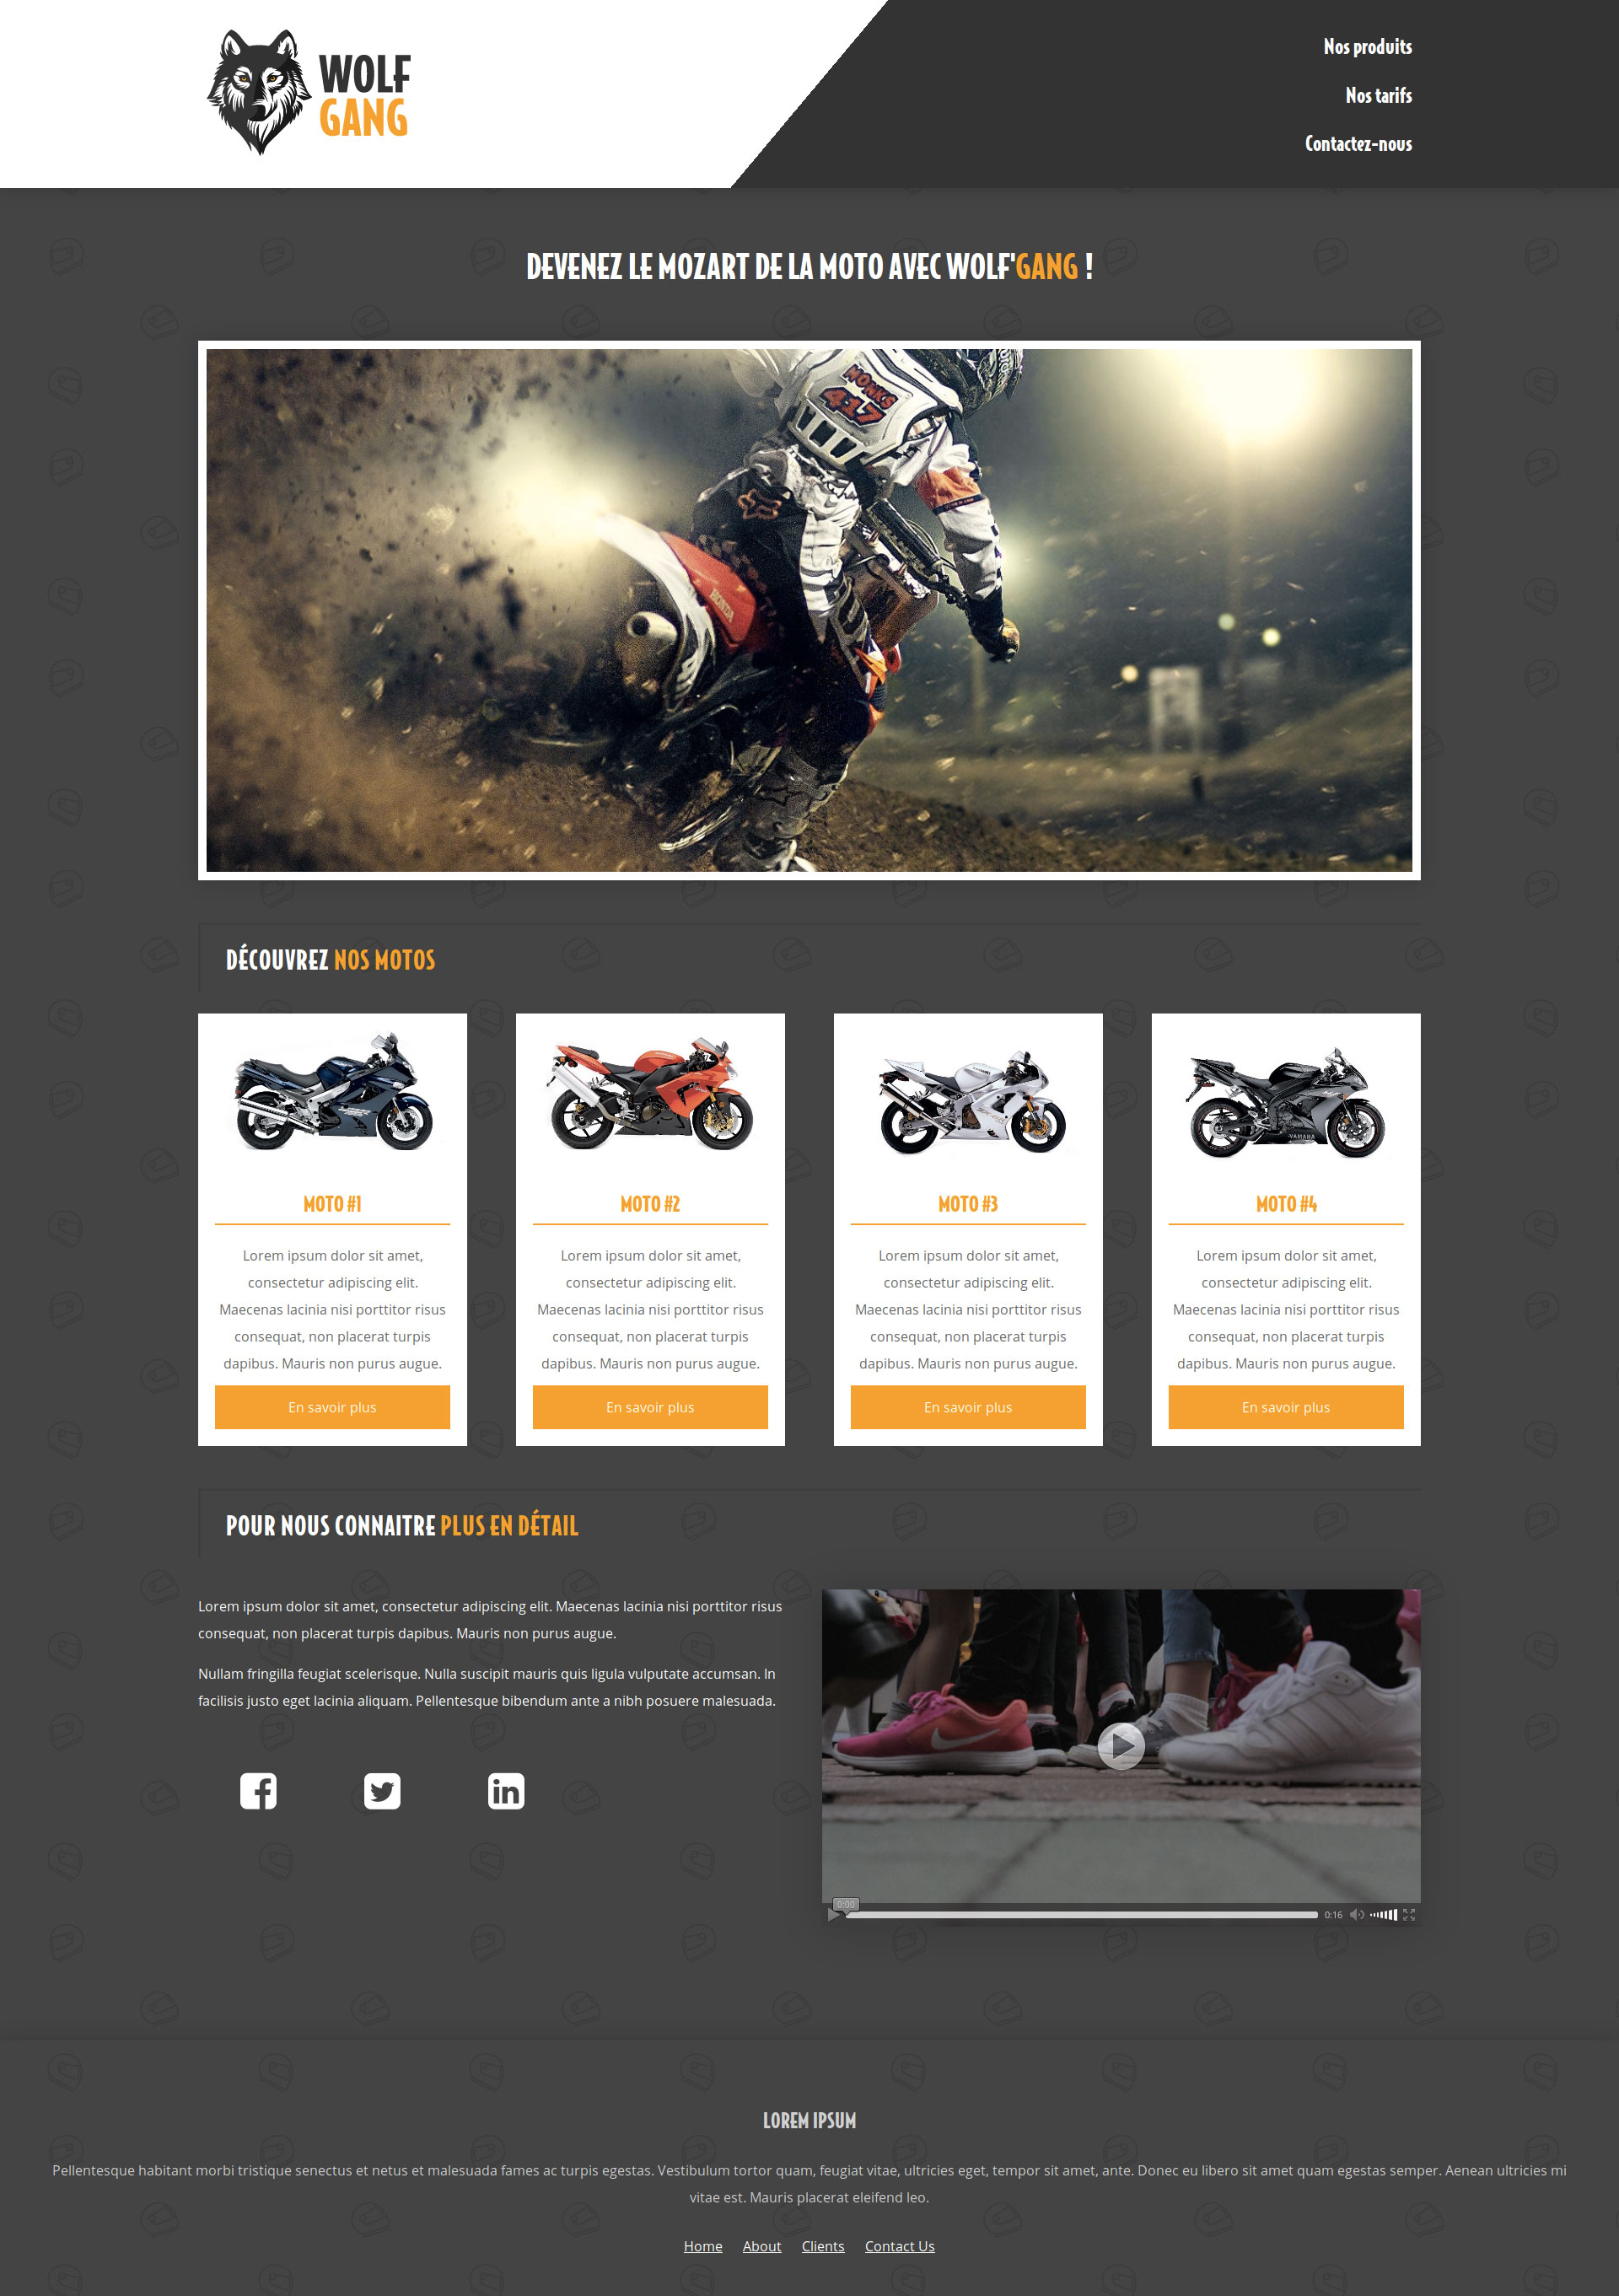 WOLF
GANG
Nos produits
Nos tarifs
Contactez-nous
DEVENEZ LE MOZART DE LA MOTO AVEC WOLF'GANG !
MONKS
417
HONDA
DÉCOUVREZ NOS MOTOS
YAMAHA
MOTO #1
Lorem ipsum dolor sit amet,
consectetur adipiscing elit.
Maecenas lacinia nisi porttitor risus
consequat, non placerat turpis
dapibus. Mauris non purus augue.
En savoir plus
MOTO #2
Lorem ipsum dolor sit amet,
consectetur adipiscing elit.
Maecenas lacinia nisi porttitor risus
consequat, non placerat turpis
dapibus. Mauris non purus augue.
En savoir plus
MOTO #3
Lorem ipsum dolor sit amet,
consectetur adipiscing elit.
Maecenas lacinia nisi porttitor risus
consequat, non placerat turpis
dapibus. Mauris non purus augue.
En savoir plus
MOTO #4
Lorem ipsum dolor sit amet,
consectetur adipiscing elit.
Maecenas lacinia nisi porttitor risus
consequat, non placerat turpis
dapibus. Mauris non purus augue.
En savoir plus
POUR NOUS CONNAITRE PLUS EN DÉTAIL
Lorem ipsum dolor sit amet, consectetur adipiscing elit. Maecenas lacinia nisi porttitor risus
consequat, non placerat turpis dapibus. Mauris non purus augue.
Nullam fringilla feugiat scelerisque. Nulla suscipit mauris quis ligula vulputate accumsan. In
facilisis justo eget lacinia aliquam. Pellentesque bibendum ante a nibh posuere malesuada.
0:00
0:16
LOREM IPSUM
Pellentesque habitant morbi tristique senectus et netus et malesuada fames ac turpis egestas. Vestibulum tortor quam, feugiat vitae, ultricies eget, tempor sit amet, ante. Donec eu libero sit amet quam egestas semper. Aenean ultricies mi
vitae est. Mauris placerat eleifend leo.
Home About Clients Contact Us